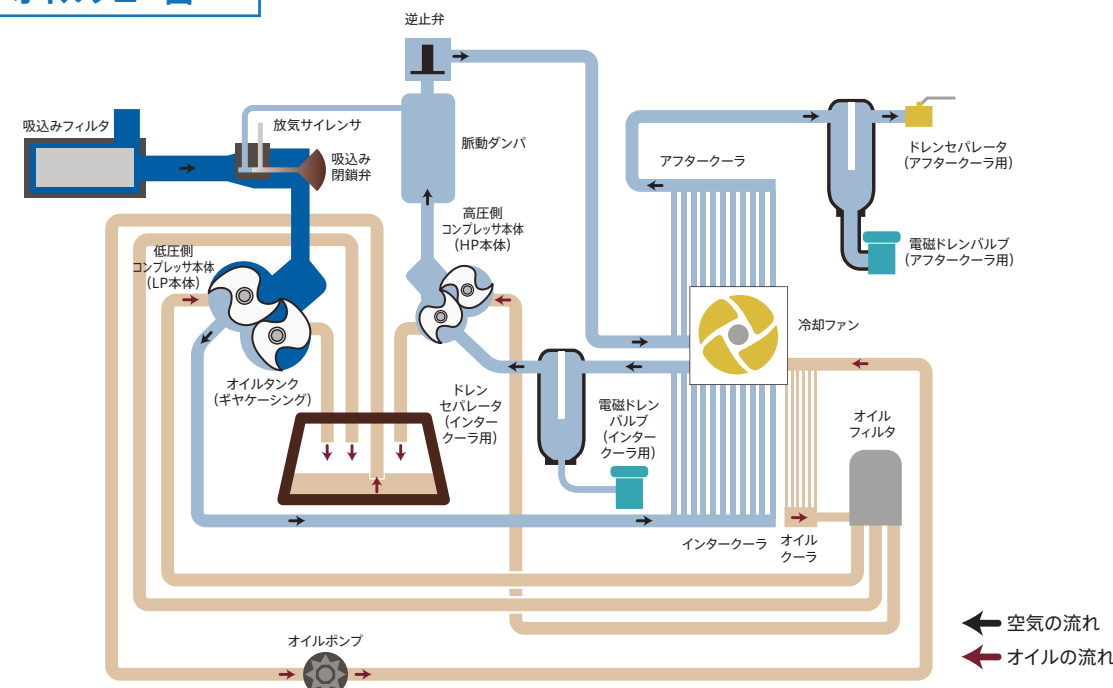 逆止弁
吸込みフィルタ
放気サイレンサ
吸込み
閉鎖弁
脈動ダンパ
アフタークーラ
ドレンセパレータ
(アフタークーラ用)
高圧側
コンプレッサ本体
(HP本体)
低圧側
コンプレッサ本体
(LP本体)
電磁ドレンバルブ
(アフタークーラ用)
冷却ファン
オイルタンク
(ギヤケーシング)
ドレン
セパレータ
(インター
クーラ用)
電磁ドレン
バルブ
(インター
クーラ用)
オイル
フィルタ
インタークーラ
オイル
クーラ
オイルポンプ
空気の流れ
オイルの流れ